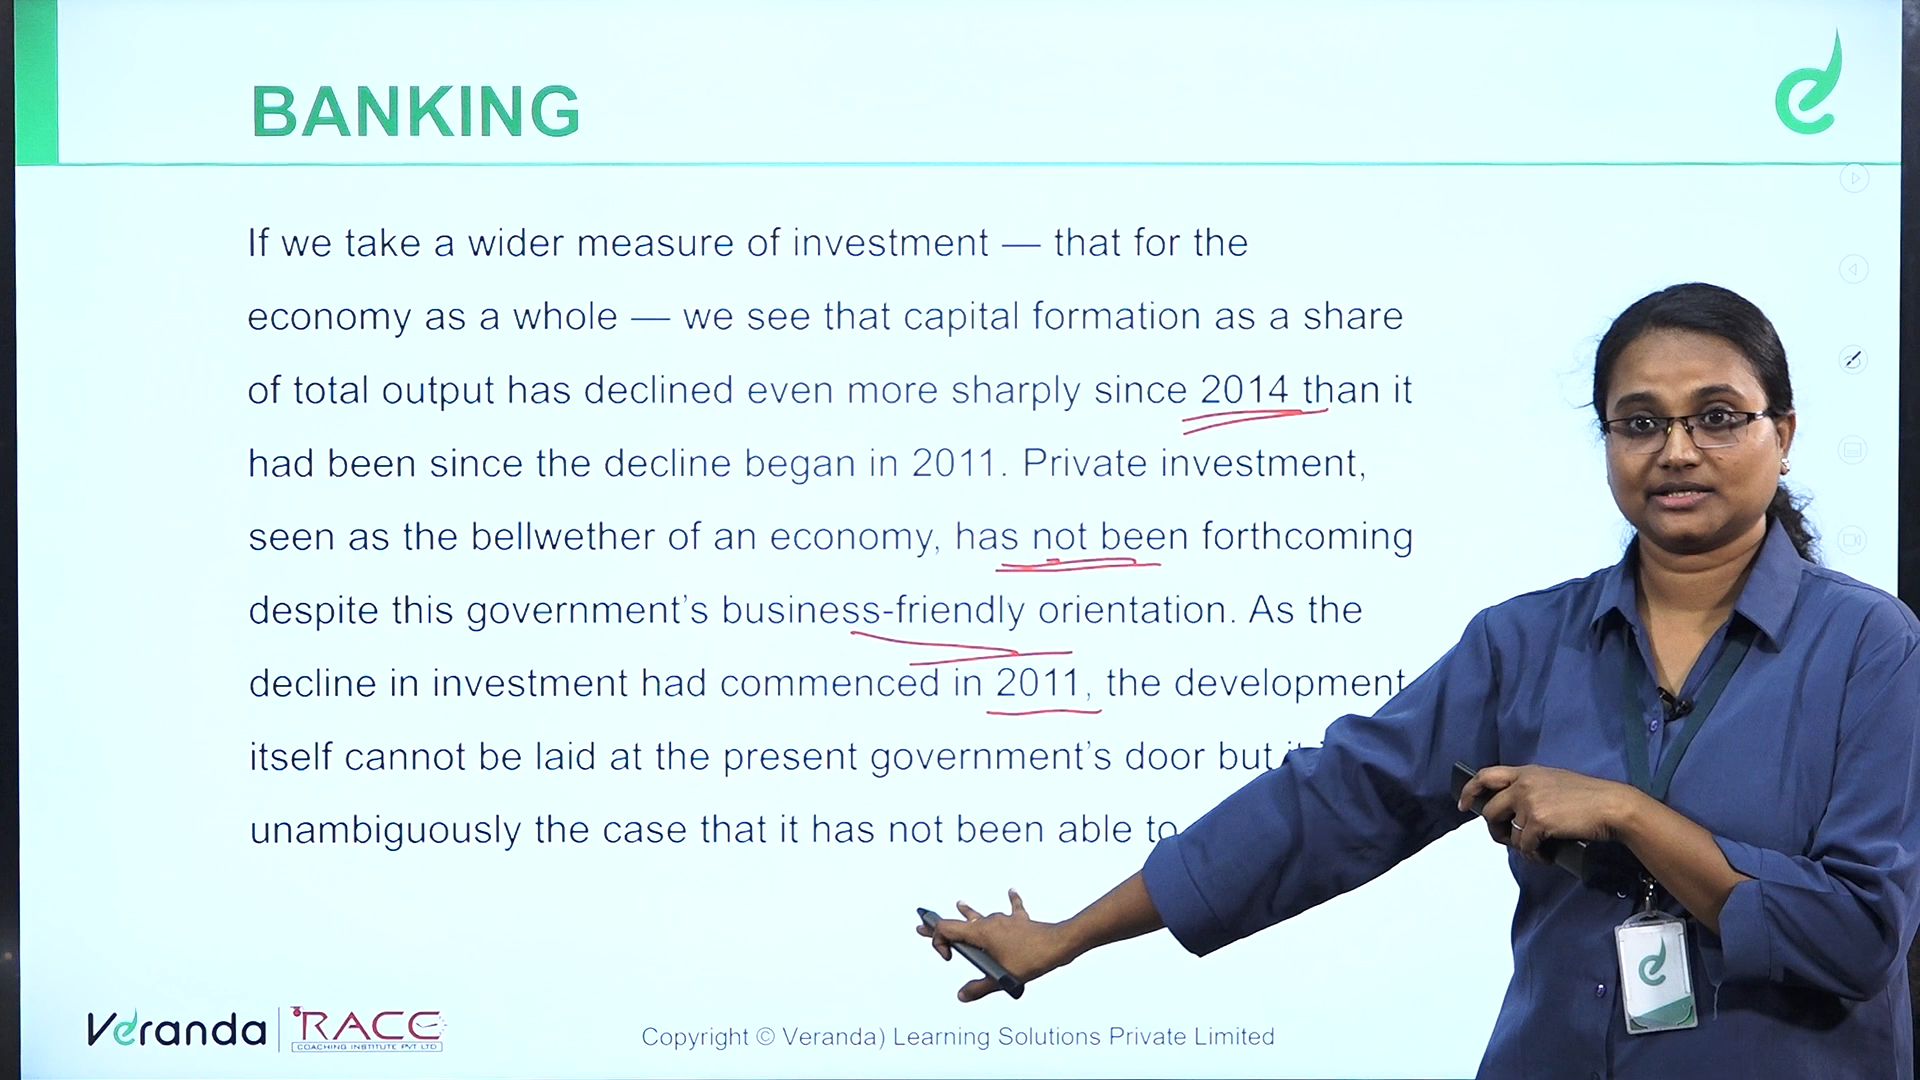 BANKING
If we take a wider measure of investment — that for the
economy as a whole — we see that capital formation as a share
of total output has declined even more sharply since 2014 than it
had been since the decline began in 2011. Private investment,
seen as the bellwether of an economy, has not been forthcoming
despite this government’s business-friendly orientation. As the
decline in investment had commenced in 2011, the development
itself cannot be laid at the present government’s door but
unambiguously the case that it has not been able to
Veranda RACE
COACHING INSTITUTE PVT LTD
Copyright © Veranda) Learning Solutions Private Limited